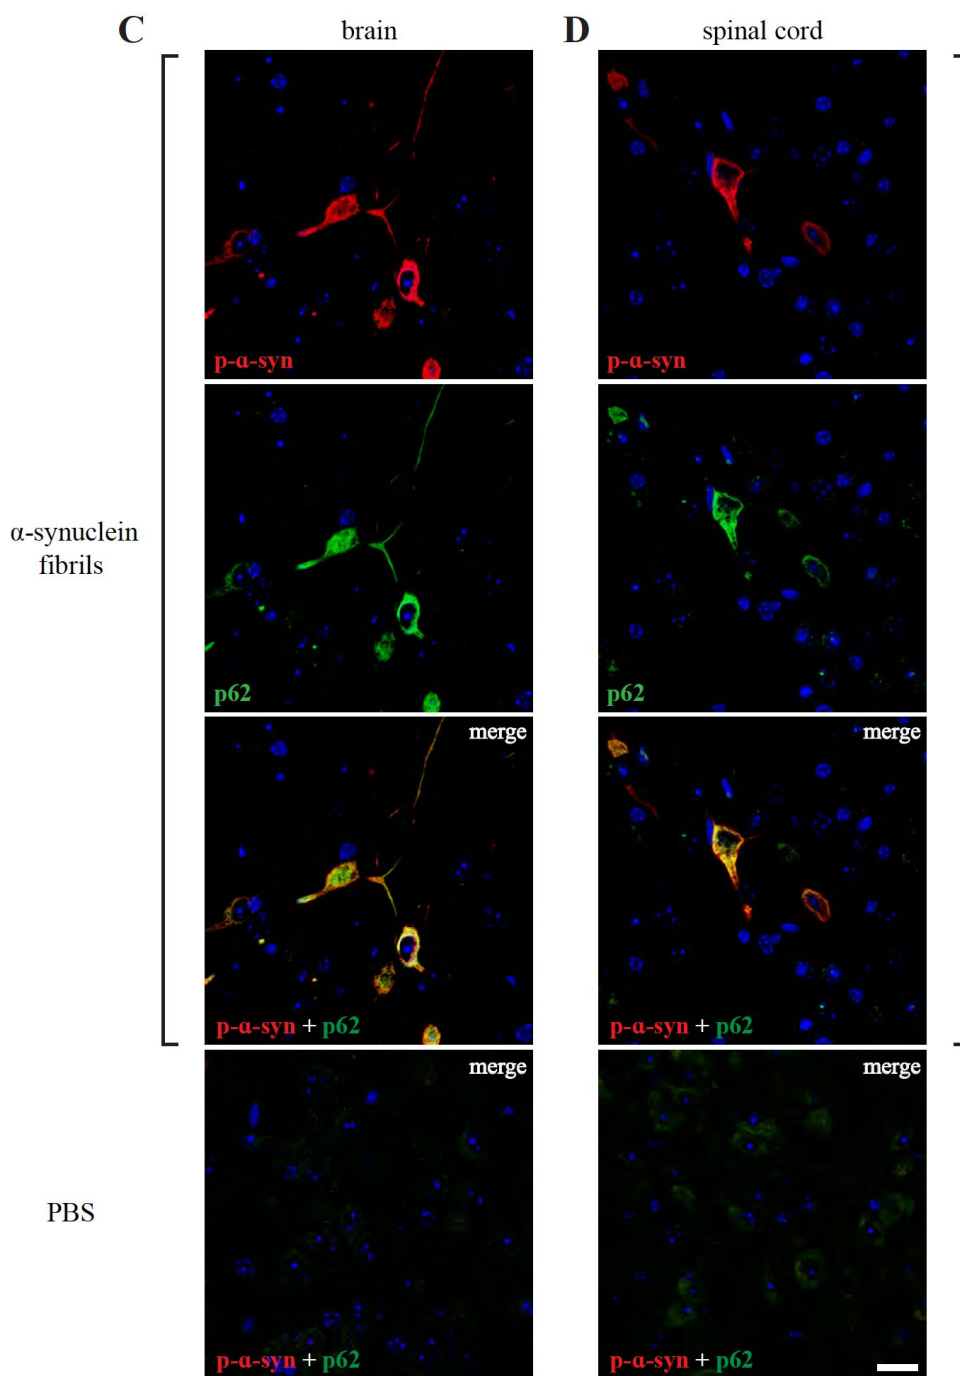 C
brain
D
spinal cord
p-α-syn
p-α-syn
α-synuclein
fibrils
p62
p62
merge
merge
p-α-syn + p62
p-α-syn + p62
PBS
merge
merge
p-α-syn + p62
p-α-syn + p62